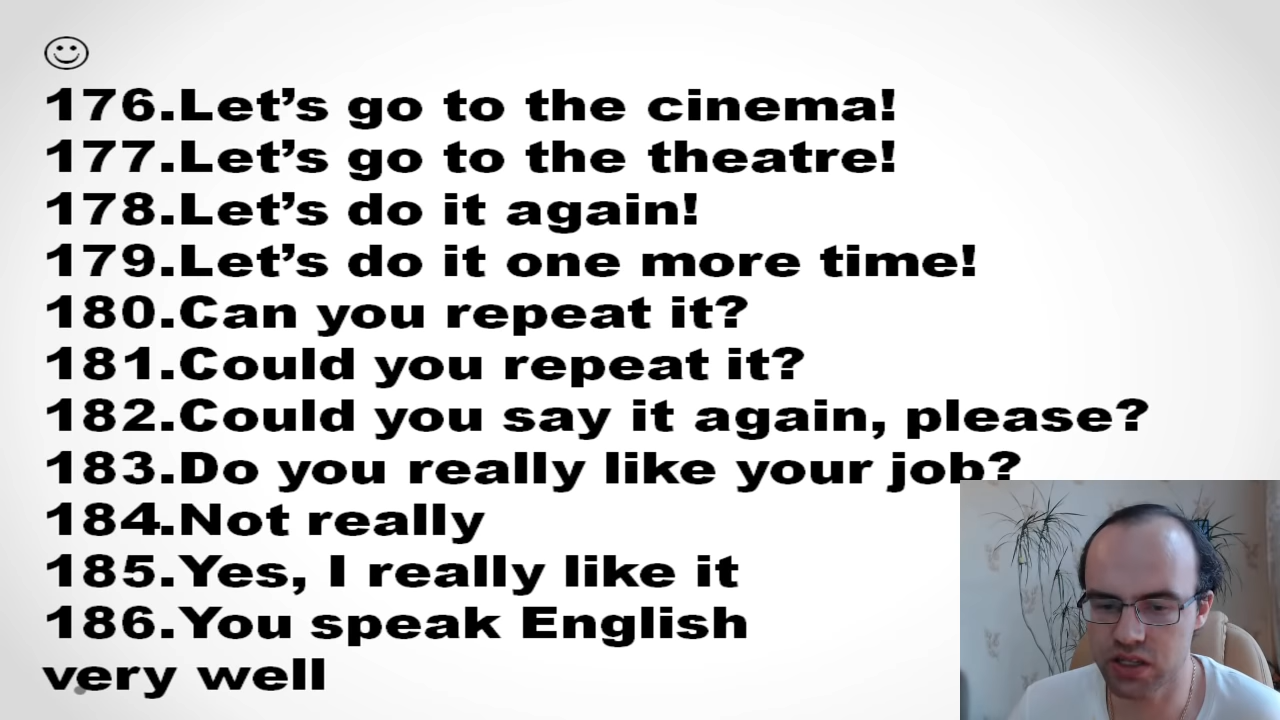 176.Let’s go to the cinema!
177.Let’s go to the theatre!
178.Let’s do it again!
179.Let’s do it one more time!
180.Can you repeat it?
181.Could you repeat it?
182.Could you say it again, please?
183.Do you really like your job?
184.Not really
185.Yes, I really like it
186.You speak English
very well